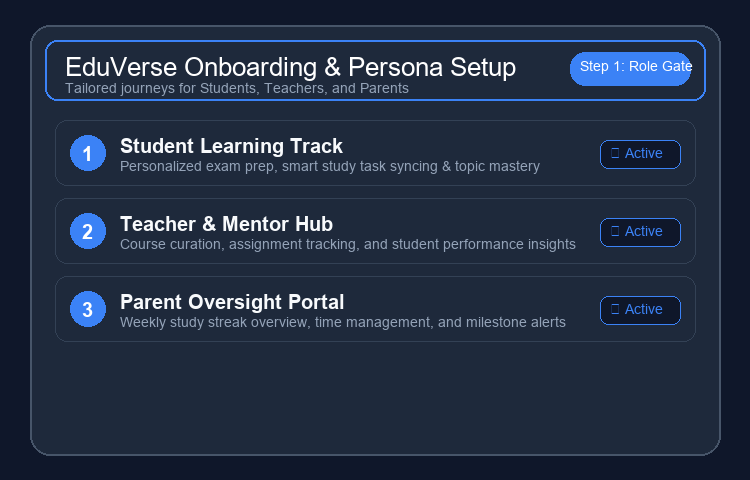 EduVerse Onboarding & Persona Setup
Step 1: Role Gate
Tailored journeys for Students, Teachers, and Parents
1
Student Learning Track
Personalized exam prep, smart study task syncing & topic mastery
Active
2
Teacher & Mentor Hub
Course curation, assignment tracking, and student performance insights
Active
3
Parent Oversight Portal
Weekly study streak overview, time management, and milestone alerts
Active